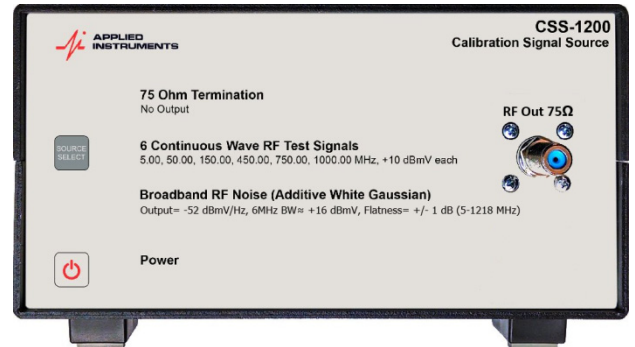 APPLIED
INSTRUMENTS
CSS-1200
Calibration Signal Source
75 Ohm Termination
No Output
RF Out 75Ω
SOURCE
SELECT
6 Continuous Wave RF Test Signals
5.00, 50.00, 150.00, 450.00, 750.00, 1000.00 MHz, +10 dBmV each
Broadband RF Noise (Additive White Gaussian)
Output= -52 dBmV/Hz, 6MHz BW≈ +16 dBmV, Flatness= +/- 1 dB (5-1218 MHz)
Power